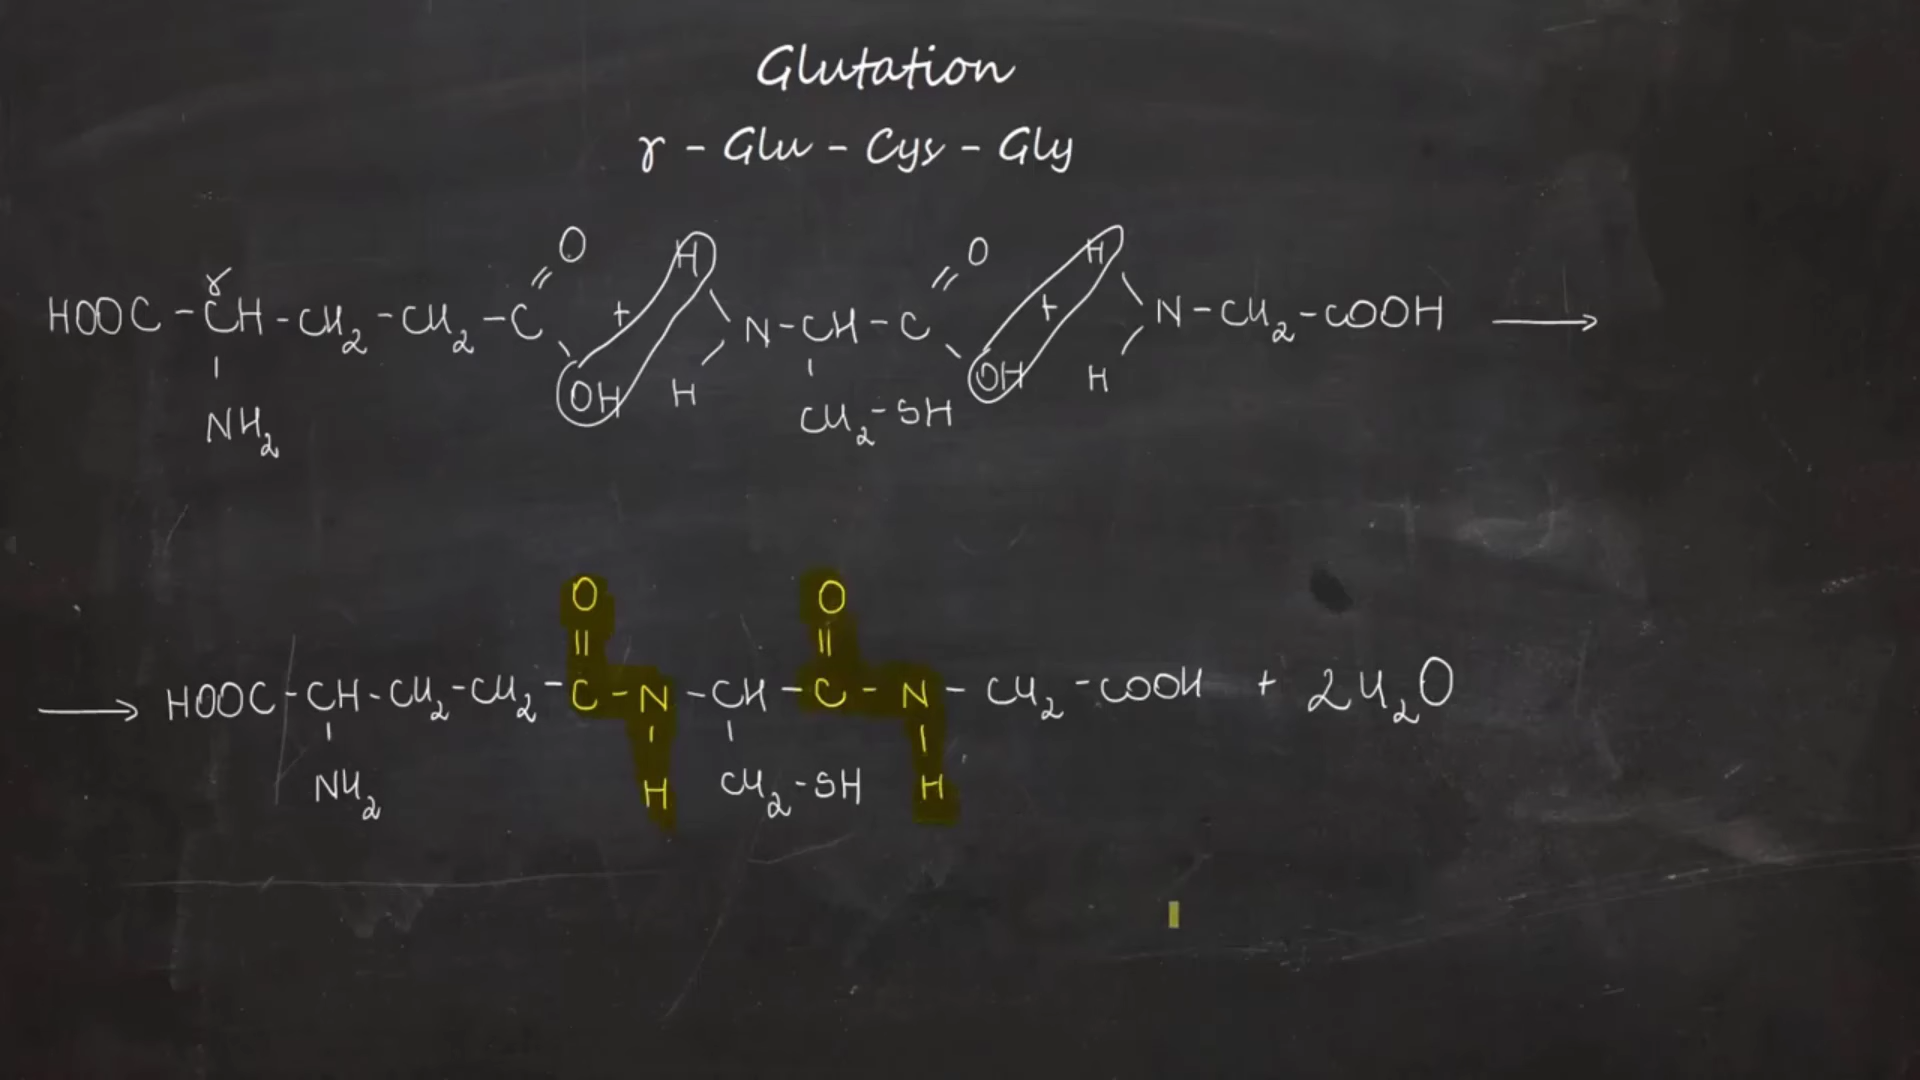 Glutation
γ - Glu - Cys - Gly
O H O H
γ
HOOC - CH - CH2 - CH2 - C + N - CH - C + N - CH2 - COOH →
OH H OH H
NH2 CH2 - SH
O O
|| ||
→ HOOC - CH - CH2 - CH2 - C - N - CH - C - N - CH2 - COOH + 2H2O
NH2 H CH2 - SH H